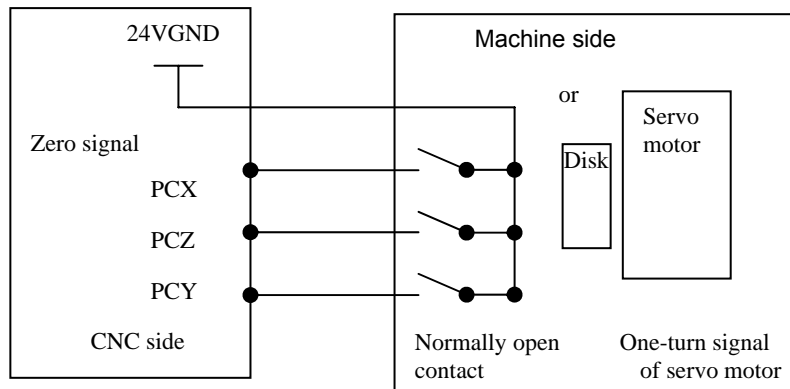 24VGND
Machine side
or
Servo
motor
Zero signal
Disk
PCX
PCZ
PCY
CNC side
Normally open
contact
One-turn signal
of servo motor